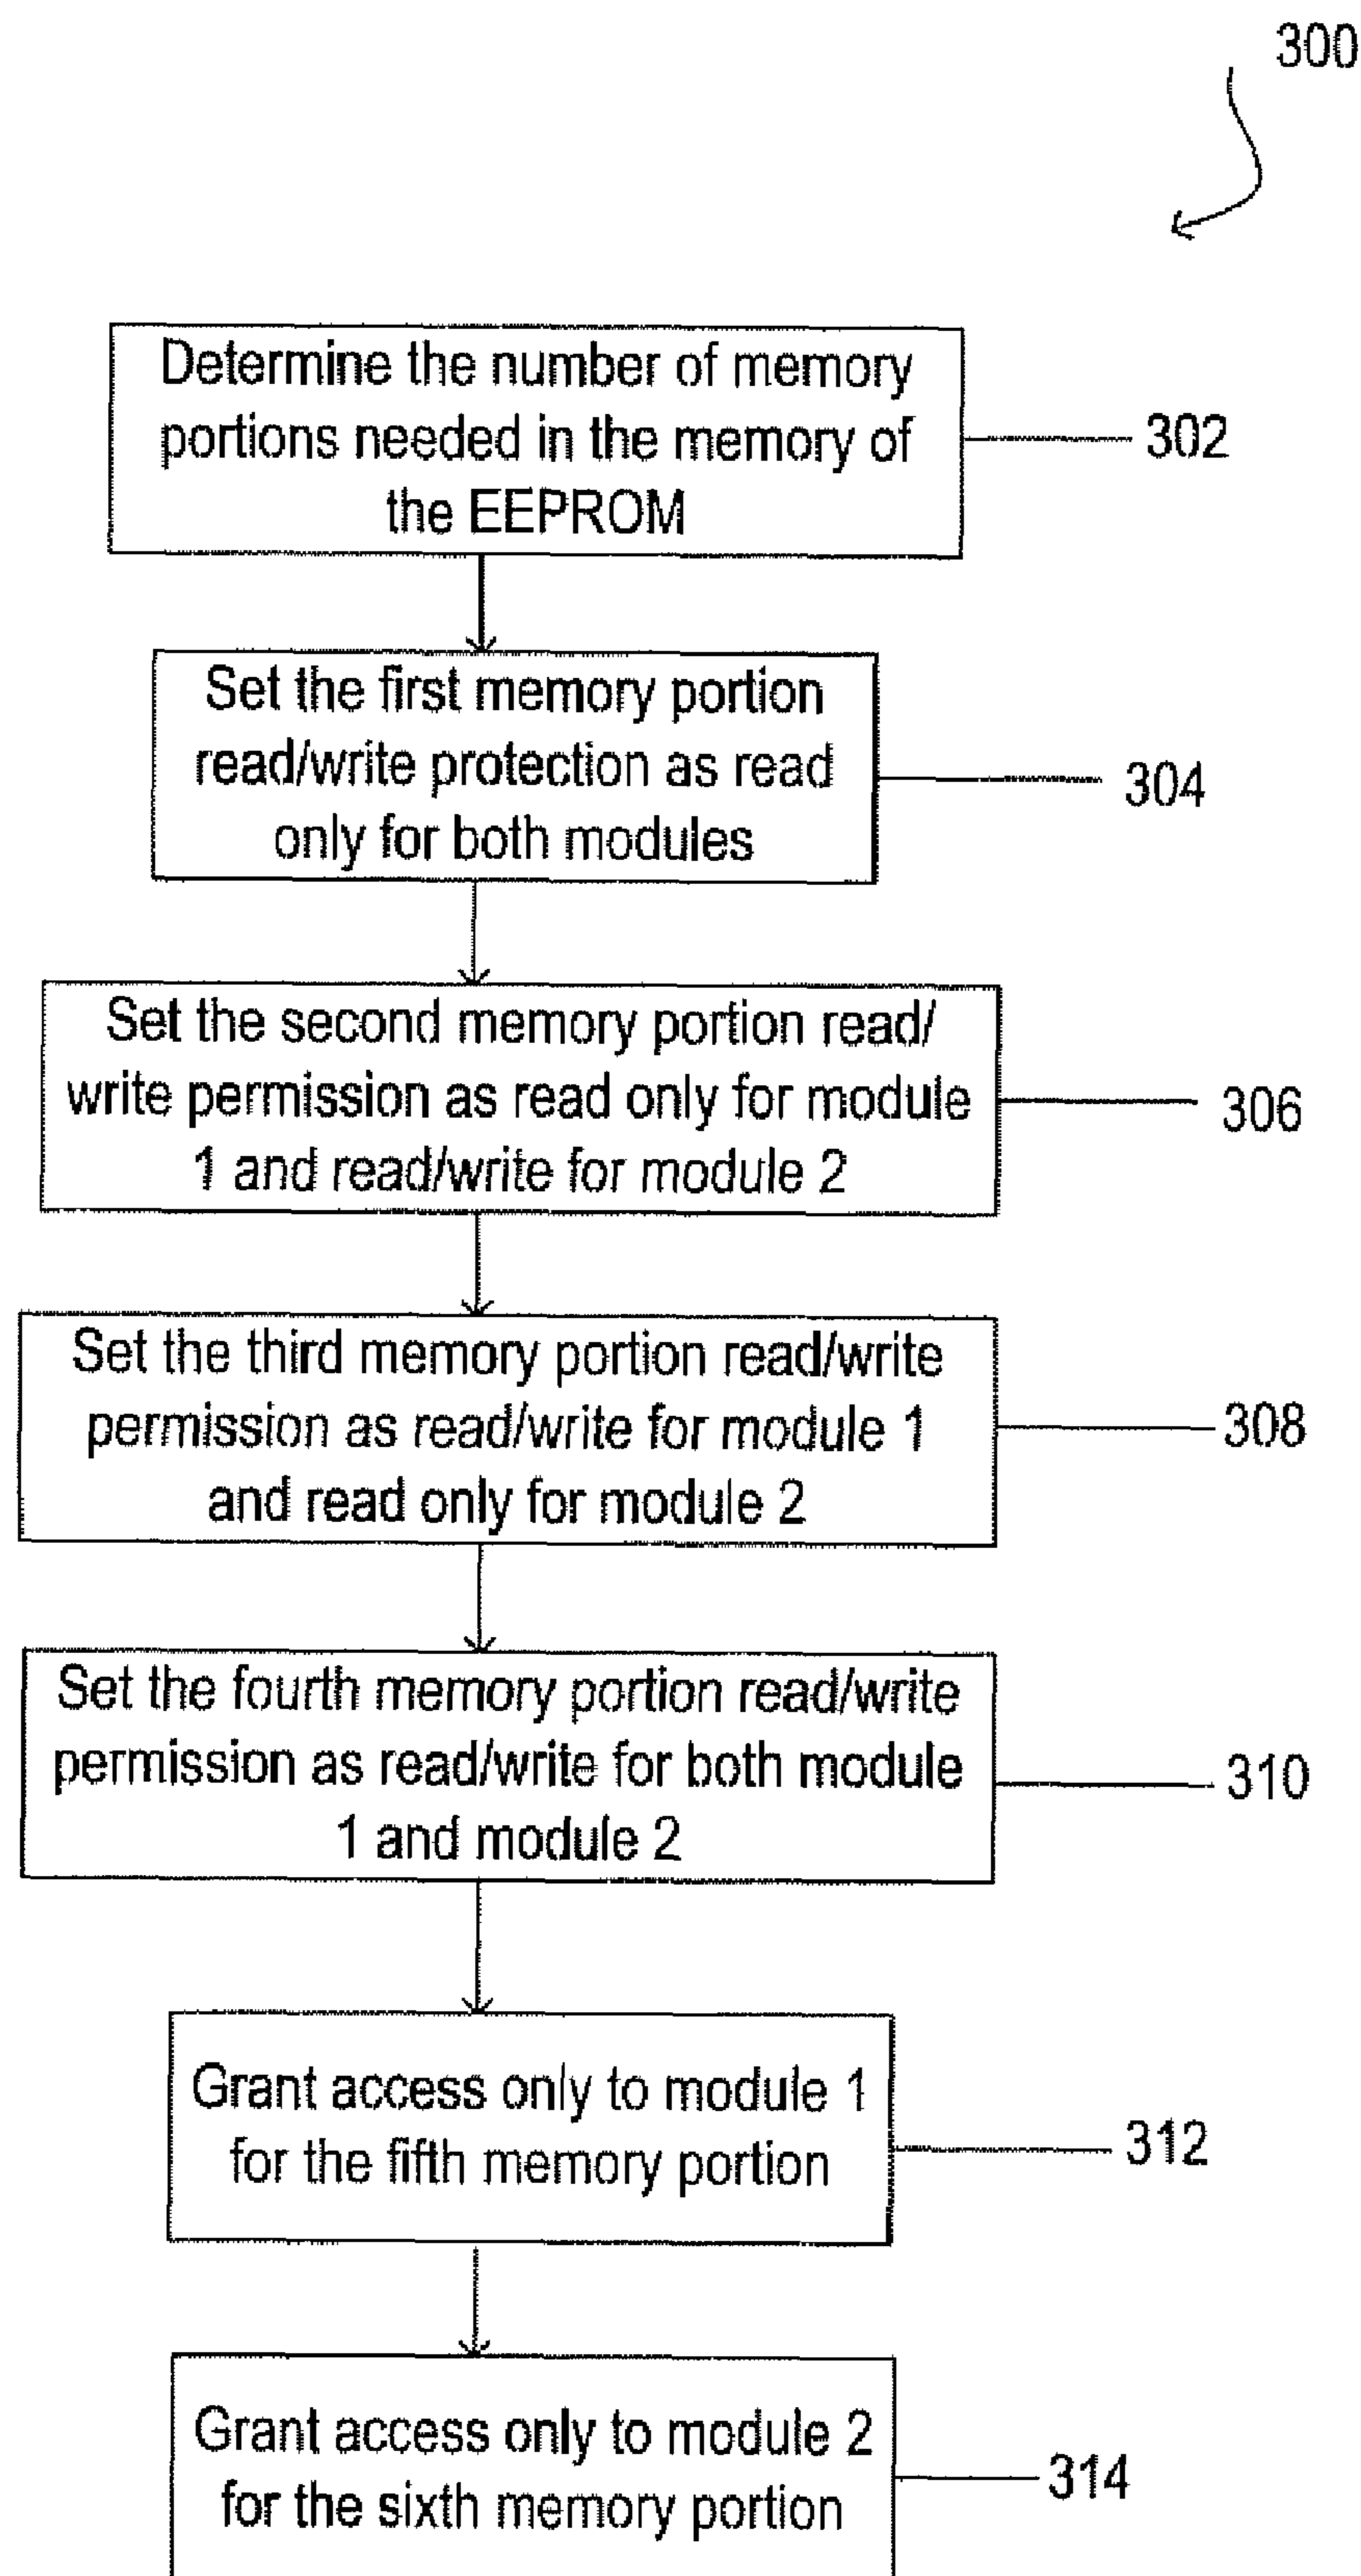 300
Determine the number of memory
portions needed in the memory of
the EEPROM
302
Set the first memory portion
read/write protection as read
only for both modules
304
Set the second memory portion read/
write permission as read only for module
1 and read/write for module 2
306
Set the third memory portion read/write
permission as read/write for module 1
and read only for module 2
308
Set the fourth memory portion read/write
permission as read/write for both module
1 and module 2
310
Grant access only to module 1
for the fifth memory portion
312
Grant access only to module 2
for the sixth memory portion
314